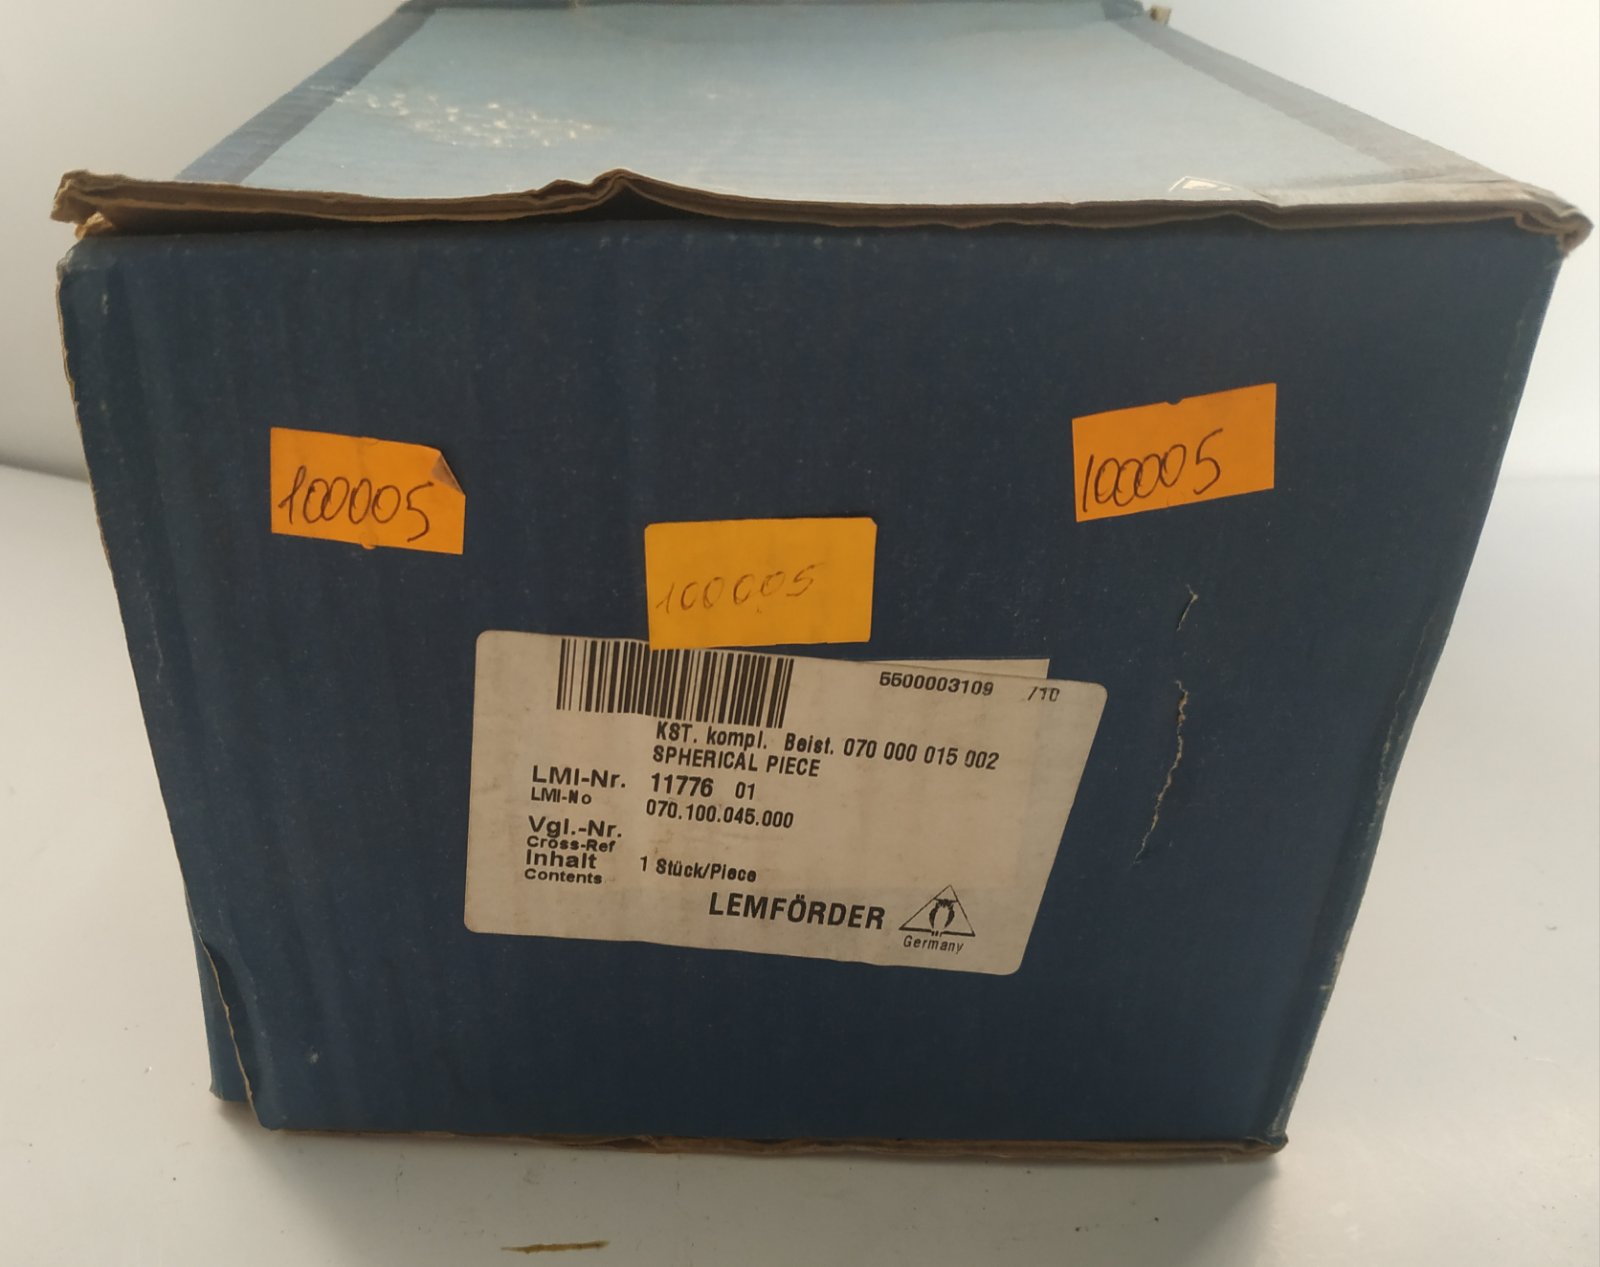 100005
100005
100005
5500003109 /10
KST. kompl. Beist. 070 000 015 002
SPHERICAL PIECE
LMI-Nr. 11776 01
LMI-No
070.100.045.000
Vgl.-Nr.
Cross-Ref
Inhalt 1 Stück/Piece
Contents
LEMFÖRDER
Germany